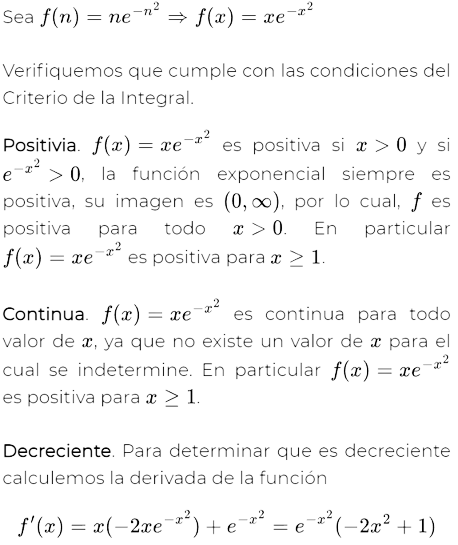 Sea f(n) = ne^{-n^2} ⇒ f(x) = xe^{-x^2}
Verifiquemos que cumple con las condiciones del
Criterio de la Integral.
Positivia. f(x) = xe^{-x^2} es positiva si x > 0 y si
e^{-x^2} > 0, la función exponencial siempre es
positiva, su imagen es (0, ∞), por lo cual, f es
positiva para todo x > 0. En particular
f(x) = xe^{-x^2} es positiva para x ≥ 1.
Continua. f(x) = xe^{-x^2} es continua para todo
valor de x, ya que no existe un valor de x para el
cual se indetermine. En particular f(x) = xe^{-x^2}
es positiva para x ≥ 1.
Decreciente. Para determinar que es decreciente
calculemos la derivada de la función
f'(x) = x(-2xe^{-x^2}) + e^{-x^2} = e^{-x^2}(-2x^2 + 1)